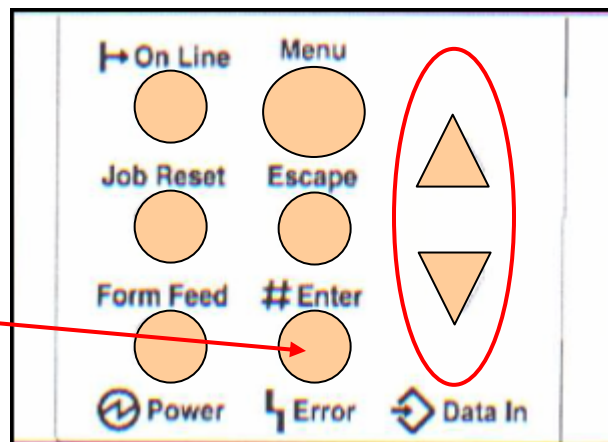 On Line Menu
Job Reset Escape
Form Feed # Enter
Power Error Data In